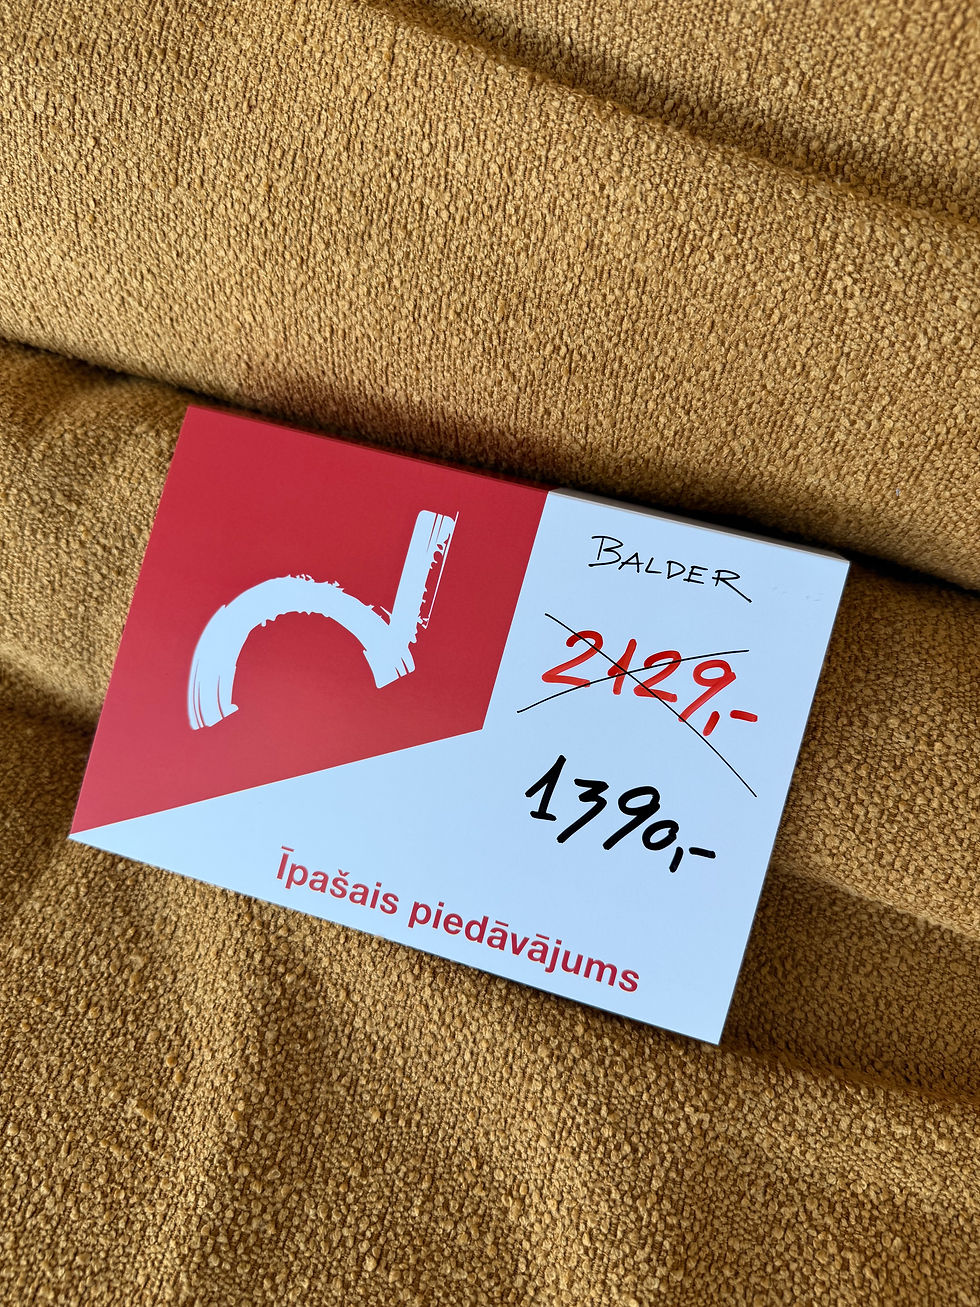 BALDER
2129,-
1390,-
Īpašais piedāvājums